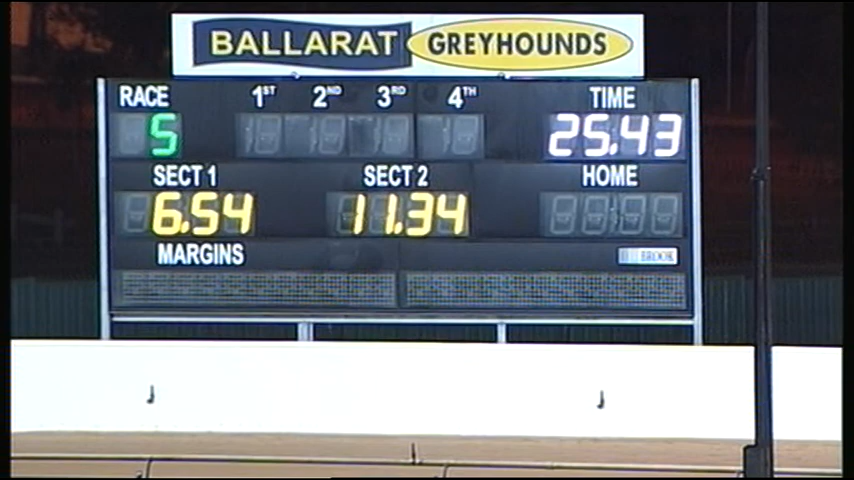 BALLARAT GREYHOUNDS
RACE 1ST 2ND 3RD 4TH TIME
5 25.43
SECT 1 SECT 2 HOME
6.54 11.34
MARGINS